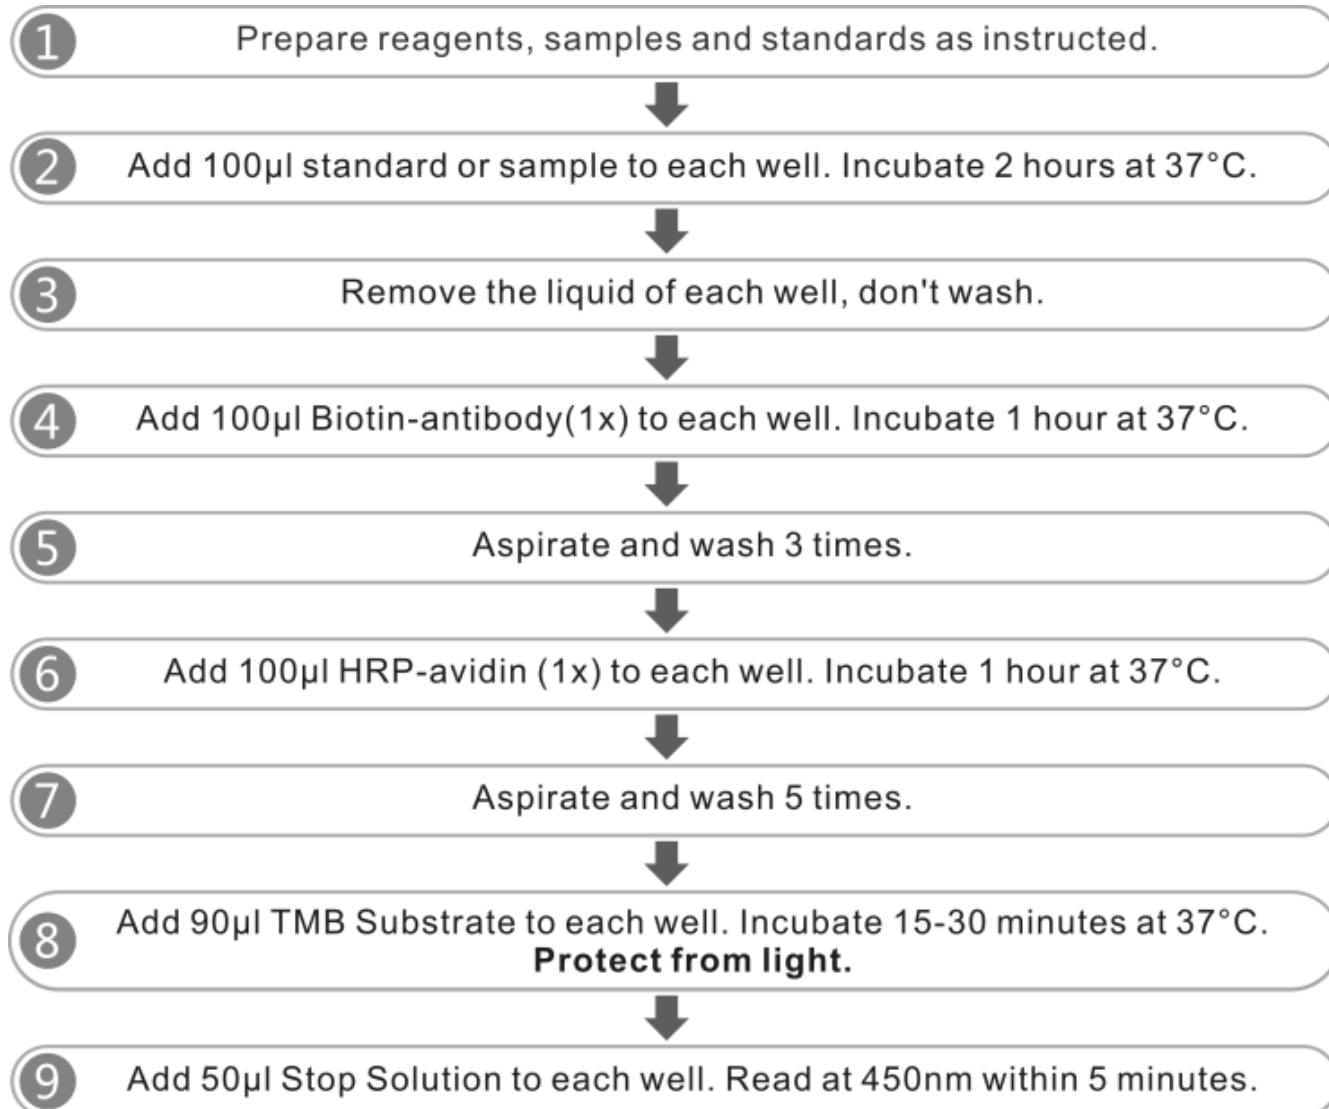 1 Prepare reagents, samples and standards as instructed.
2 Add 100μl standard or sample to each well. Incubate 2 hours at 37°C.
3 Remove the liquid of each well, don't wash.
4 Add 100μl Biotin-antibody(1x) to each well. Incubate 1 hour at 37°C.
5 Aspirate and wash 3 times.
6 Add 100μl HRP-avidin (1x) to each well. Incubate 1 hour at 37°C.
7 Aspirate and wash 5 times.
8 Add 90μl TMB Substrate to each well. Incubate 15-30 minutes at 37°C.
Protect from light.
9 Add 50μl Stop Solution to each well. Read at 450nm within 5 minutes.